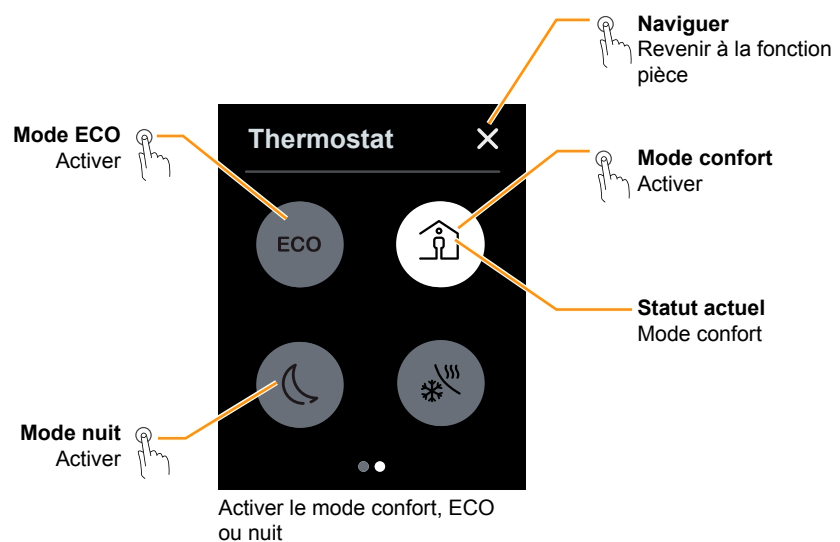 Naviguer
Revenir à la fonction
pièce
Mode ECO
Activer
Thermostat
Mode confort
Activer
ECO
Statut actuel
Mode confort
Mode nuit
Activer
Activer le mode confort, ECO
ou nuit